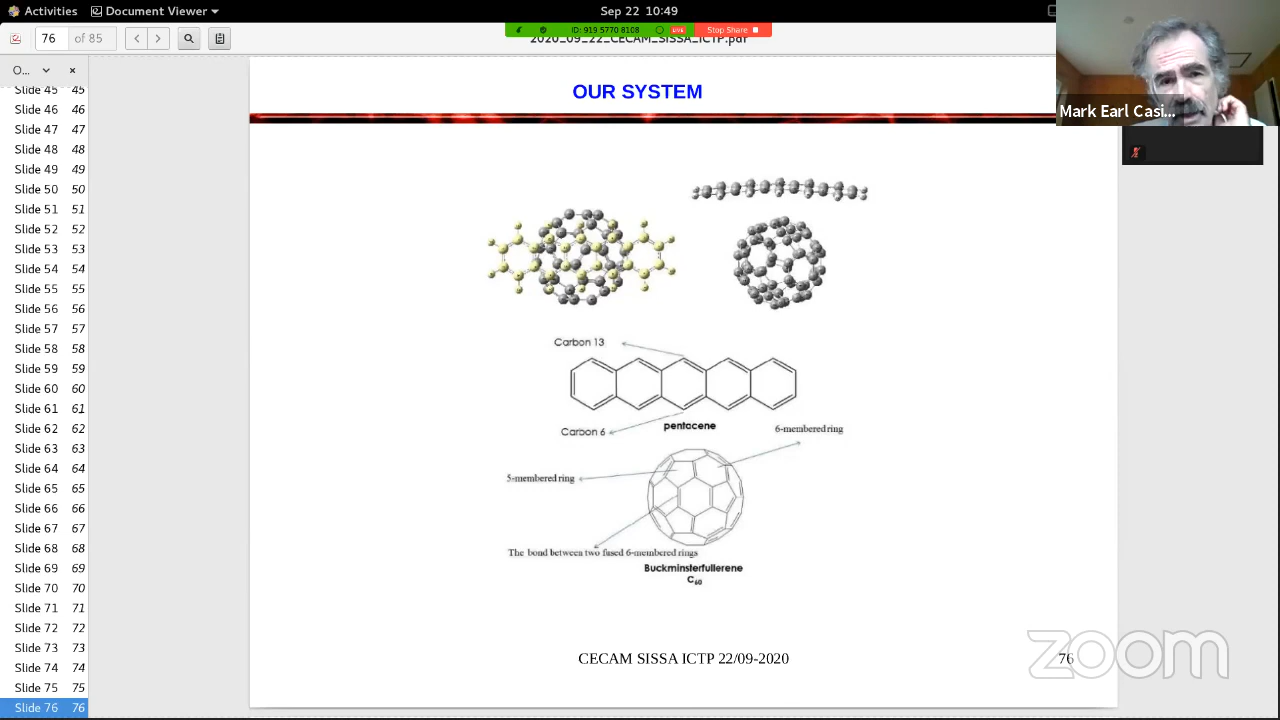 Activities
Document Viewer
Sep 22 10:49
76
of 85
ID: 919 5770 8108
LIVE
Stop Share
2020_09_22_CECAM_SISSA_ICTP.pdf
O...
Slide 45 45
Slide 46 46
Slide 47 47
Slide 48 48
Slide 49 49
Slide 50 50
Slide 51 51
Slide 52 52
Slide 53 53
Slide 54 54
Slide 55 55
Slide 56 56
Slide 57 57
Slide 58 58
Slide 59 59
Slide 60 60
Slide 61 61
Slide 62 62
Slide 63 63
Slide 64 64
Slide 65 65
Slide 66 66
Slide 67 67
Slide 68 68
Slide 69 69
Slide 70 70
Slide 71 71
Slide 72 72
Slide 73 73
Slide 74 74
Slide 75 75
Slide 76 76
OUR SYSTEM
Carbon 13
Carbon 6
pentacene
6-membered ring
5-membered ring
The bond between two fused 6-membered rings
Buckminsterfullerene
C60
CECAM SISSA ICTP 22/09-2020
76
Mark Earl Casi...
zoom